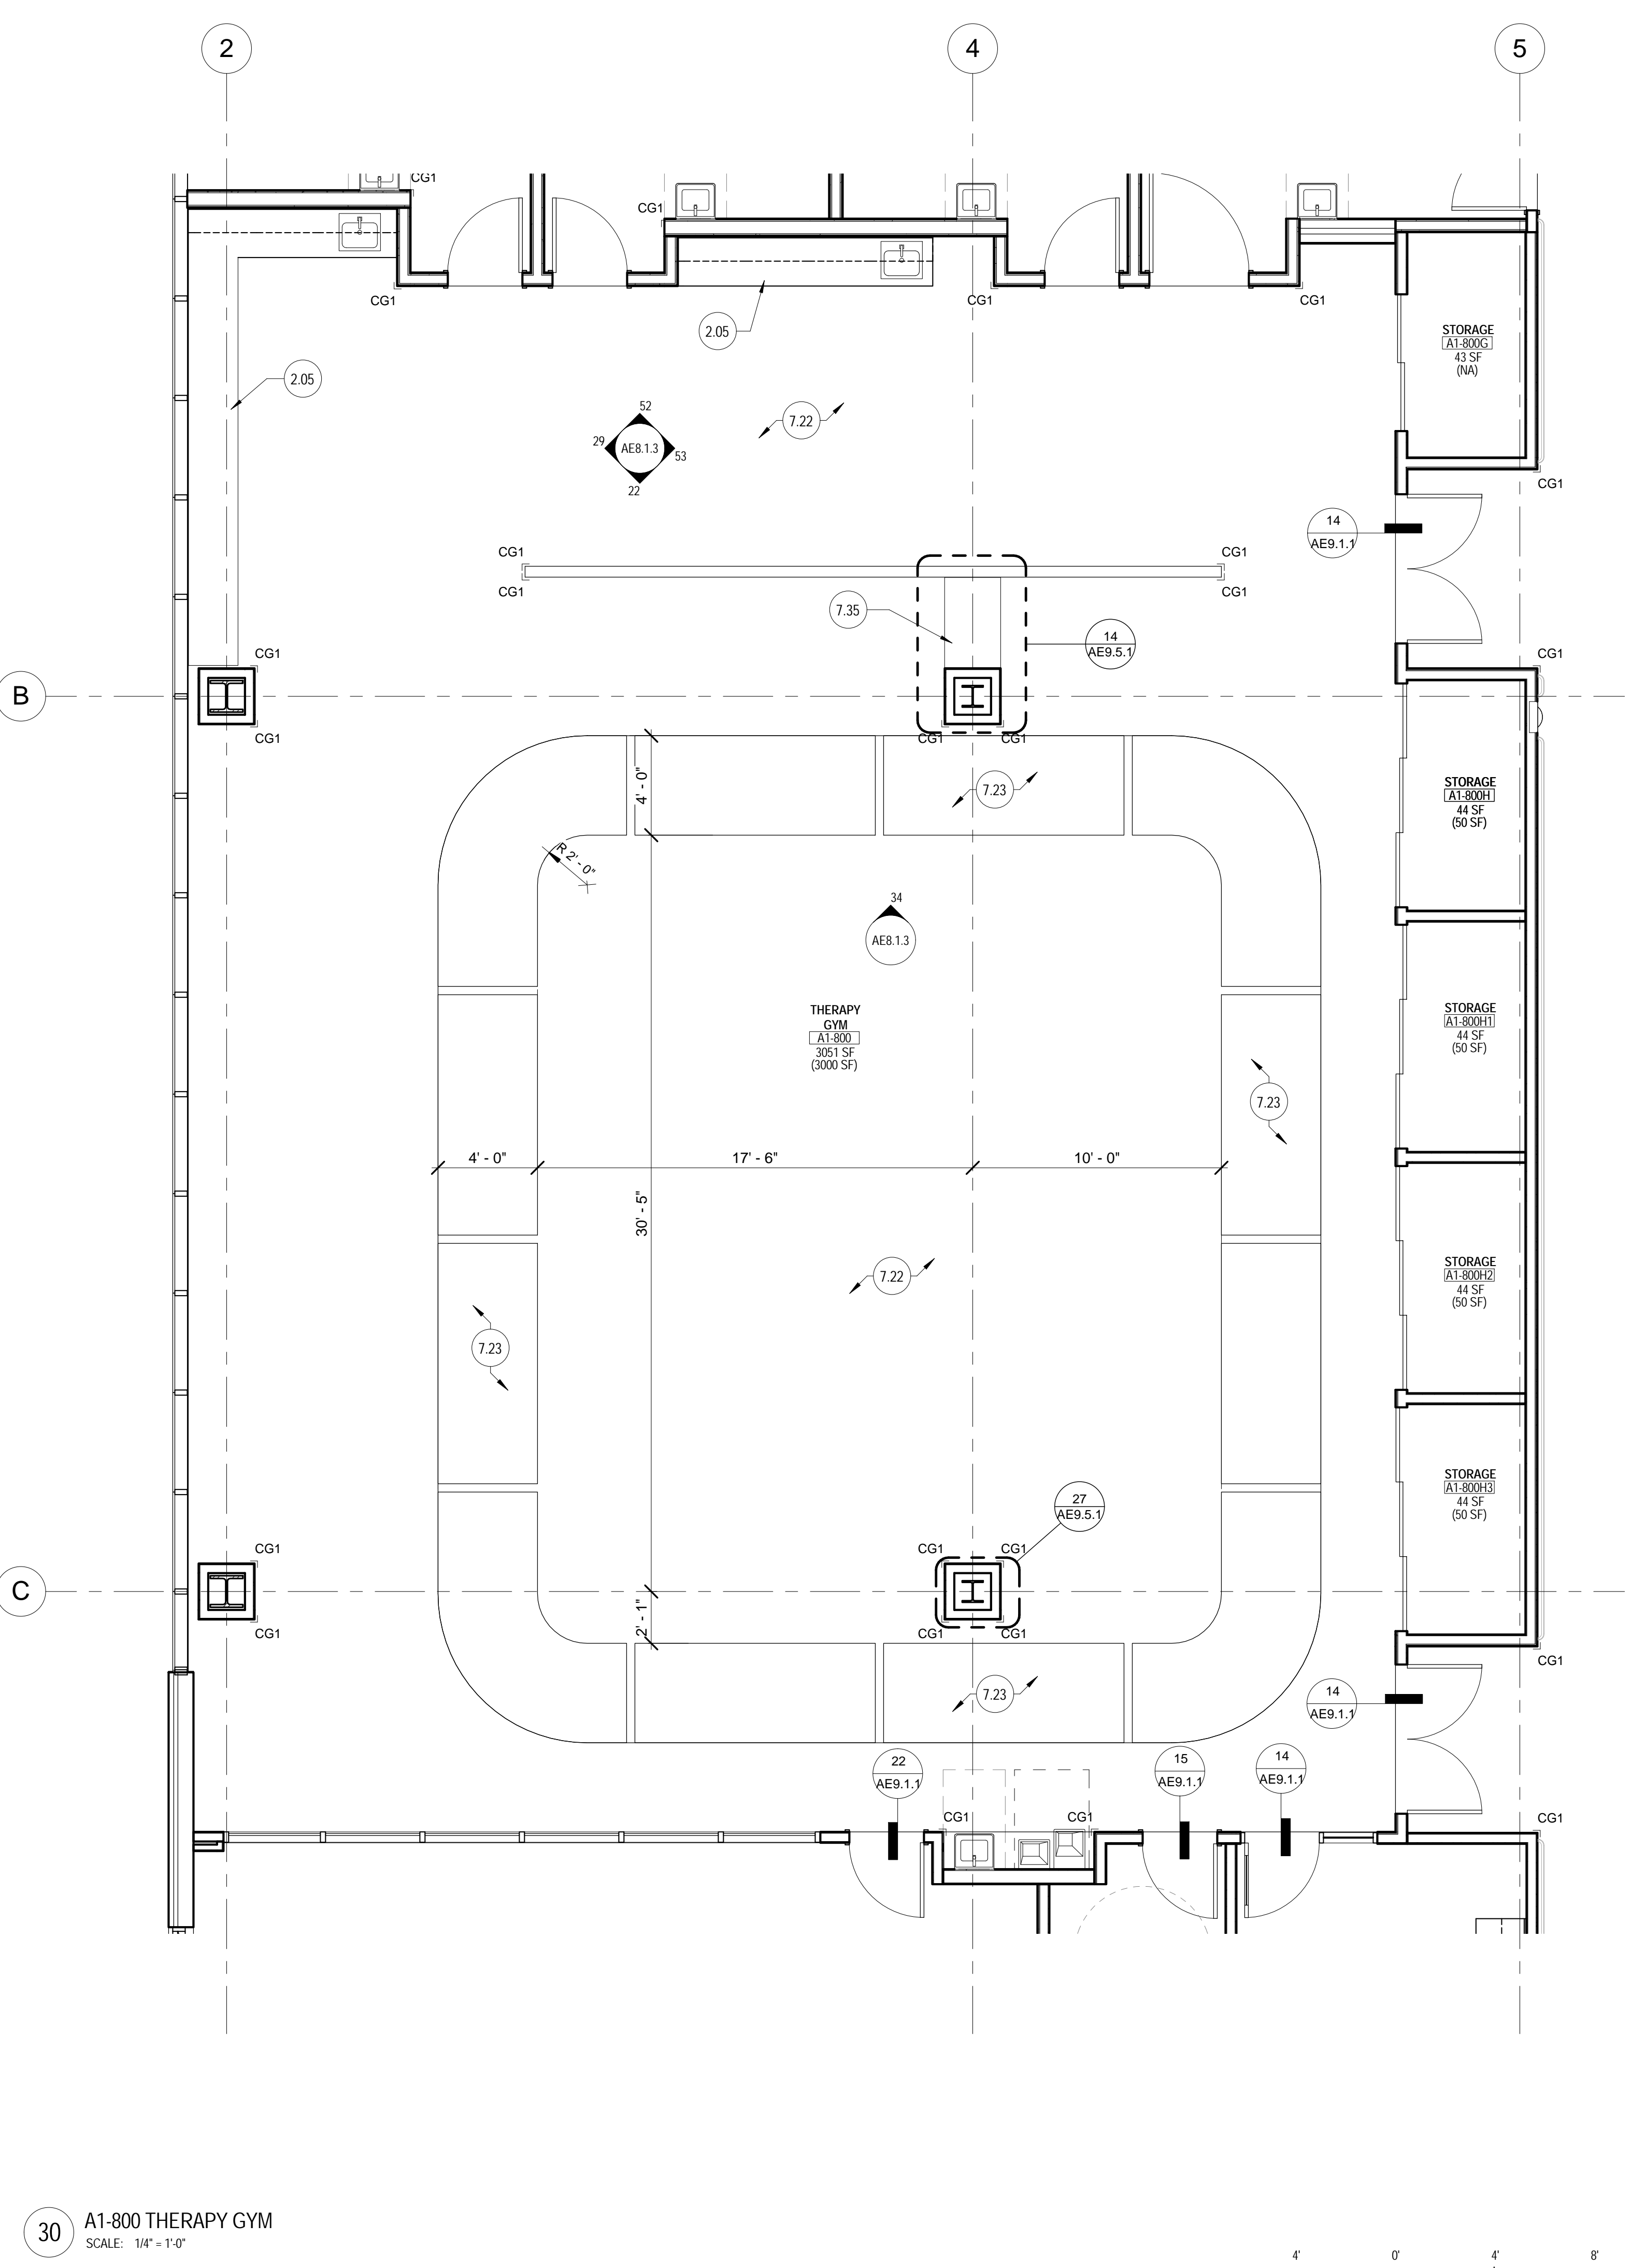 2
4
5
CG1
CG1
CG1
CG1
CG1
2.05
STORAGE
A1-800G
43 SF
(NA)
2.05
7.22
52
29
AE8.1.3
53
22
CG1
14
AE9.1.1
CG1
CG1
CG1
CG1
7.35
14
AE9.5.1
CG1
CG1
B
CG1
CG1
CG1
4' - 0"
7.23
STORAGE
A1-800H
44 SF
(50 SF)
R 2' - 0"
34
AE8.1.3
THERAPY
GYM
A1-800
3051 SF
(3000 SF)
STORAGE
A1-800H1
44 SF
(50 SF)
7.23
4' - 0"
17' - 6"
10' - 0"
30' - 5"
7.22
STORAGE
A1-800H2
44 SF
(50 SF)
7.23
STORAGE
A1-800H3
44 SF
(50 SF)
27
AE9.5.1
CG1
CG1
CG1
C
2' - 1"
CG1
CG1
CG1
CG1
7.23
14
AE9.1.1
22
AE9.1.1
15
AE9.1.1
14
AE9.1.1
CG1
CG1
CG1
30
A1-800 THERAPY GYM
SCALE: 1/4" = 1'-0"
4'
0'
4'
8'